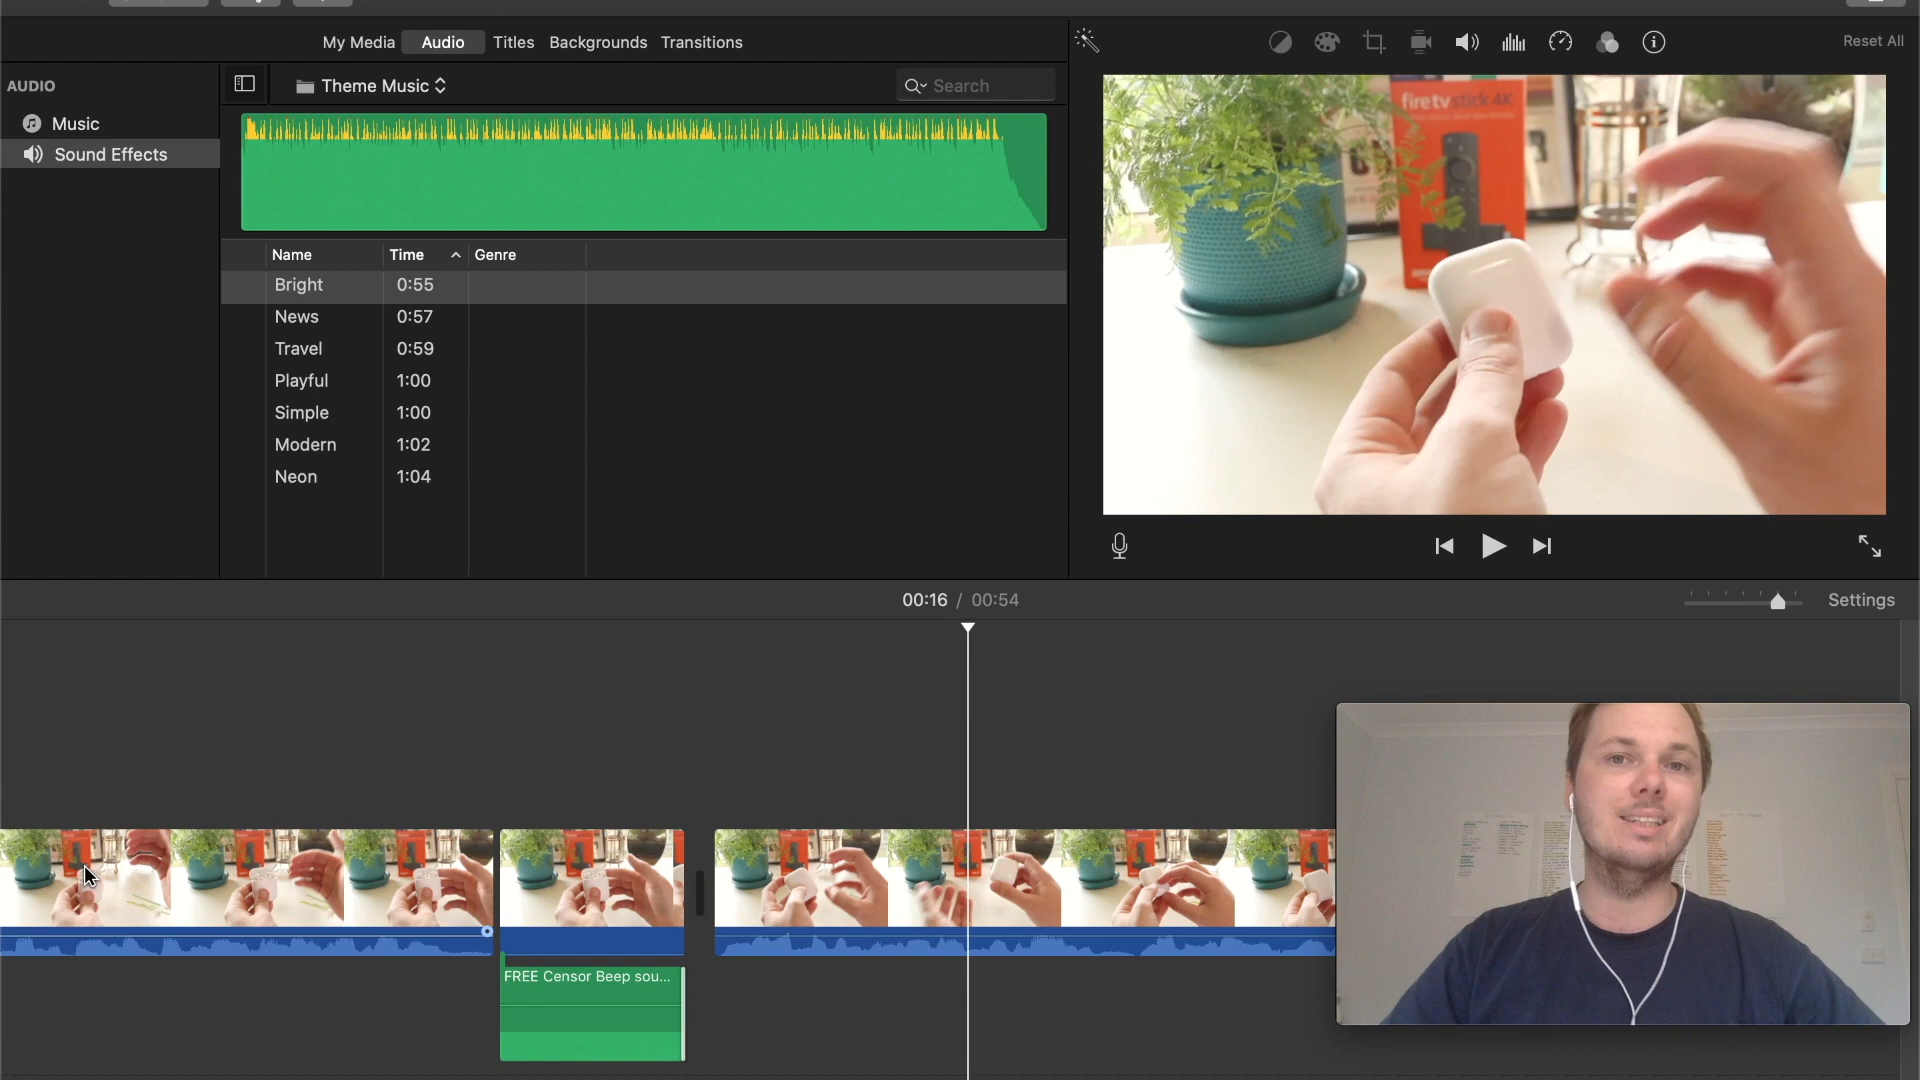 My Media Audio Titles Backgrounds Transitions
Reset All
AUDIO
Theme Music
Search
Music
Sound Effects
Name Time Genre
Bright 0:55
News 0:57
Travel 0:59
Playful 1:00
Simple 1:00
Modern 1:02
Neon 1:04
firetvstick 4K
00:16 / 00:54
Settings
FREE Censor Beep sou...